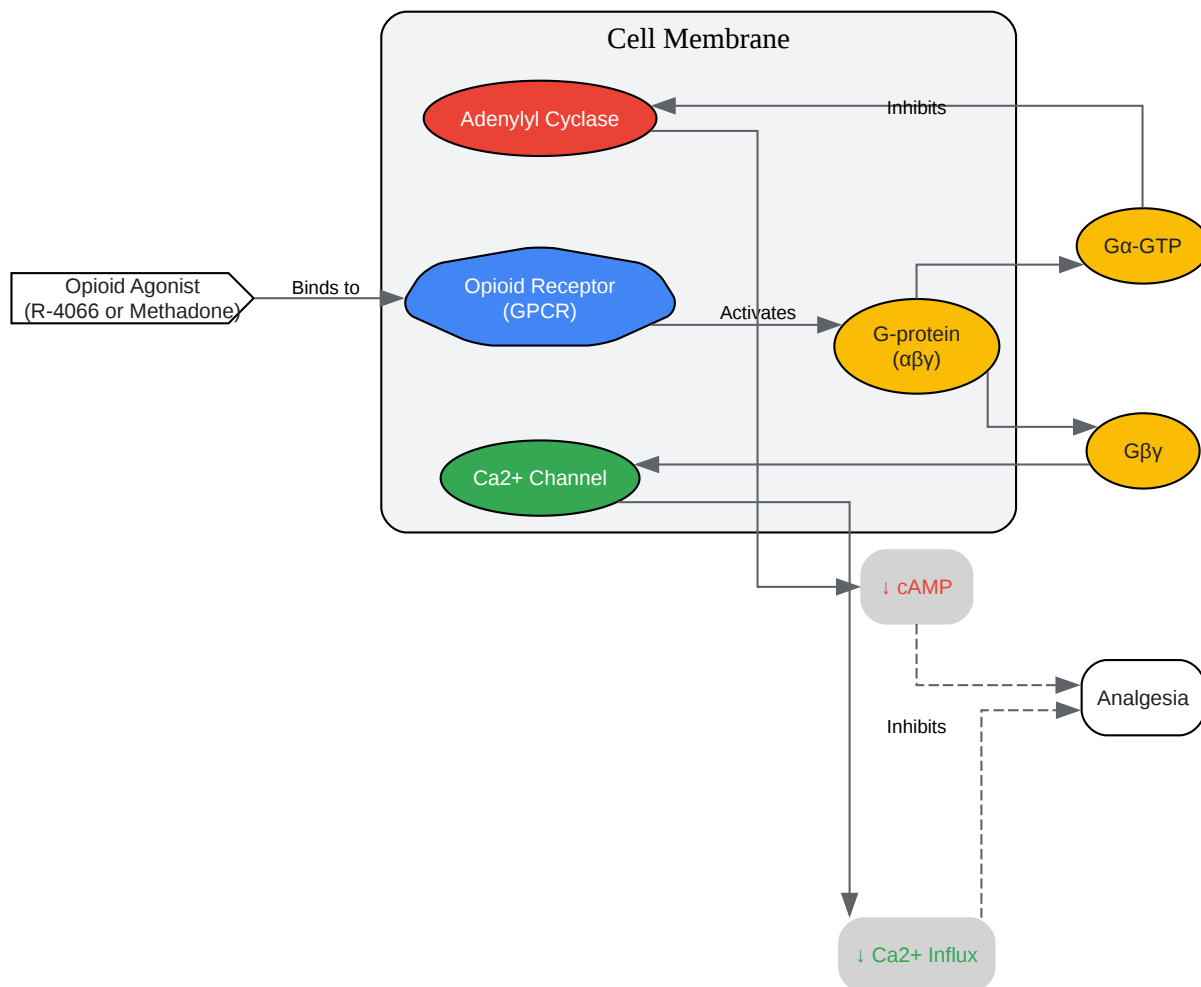 Cell Membrane
Adenylyl Cyclase
Inhibits
Gα-GTP
Opioid Agonist
(R-4066 or Methadone)
Binds to
Opioid Receptor
(GPCR)
Activates
G-protein
(αβγ)
Gβγ
Ca2+ Channel
↓ cAMP
Analgesia
Inhibits
↓ Ca2+ Influx